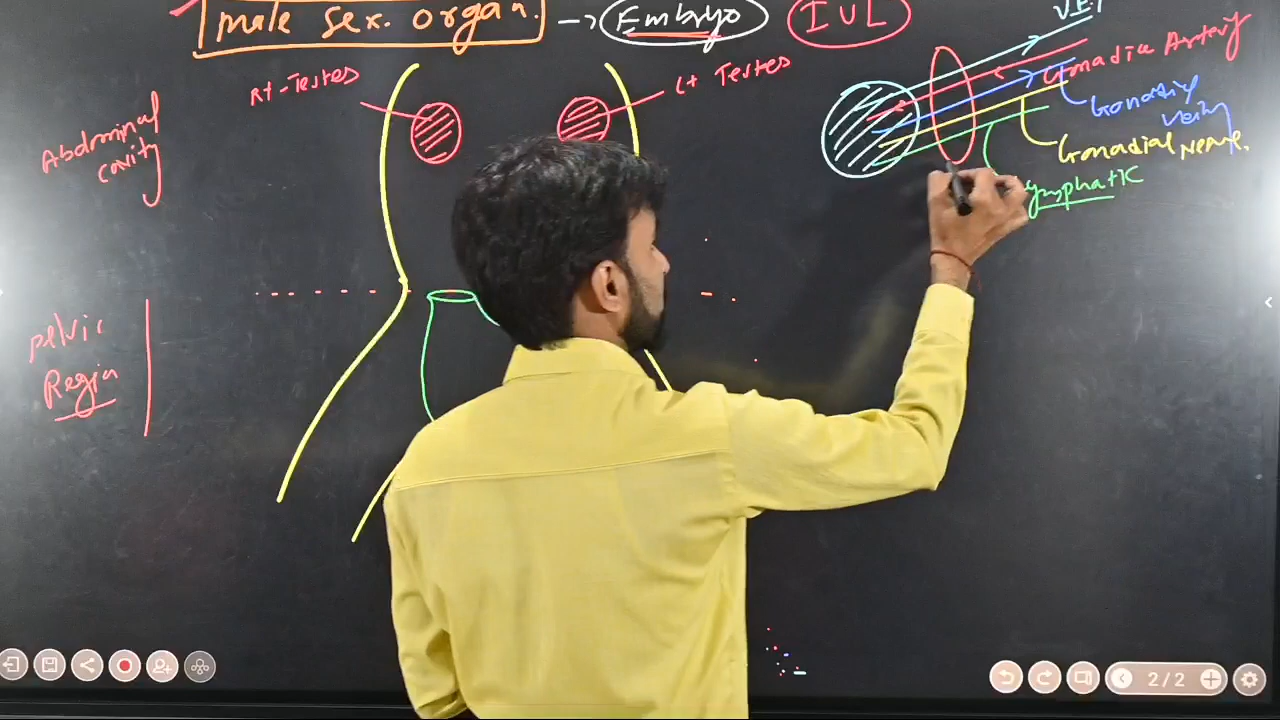 male sex. organ. → Embryo IUL
Rt-Testes
Lt Testes
Abdominal
cavity
Pelvic
Region
Gonadial Artery
Gonadial
Vein
Gonadial Nerve.
ymphatic
2/2